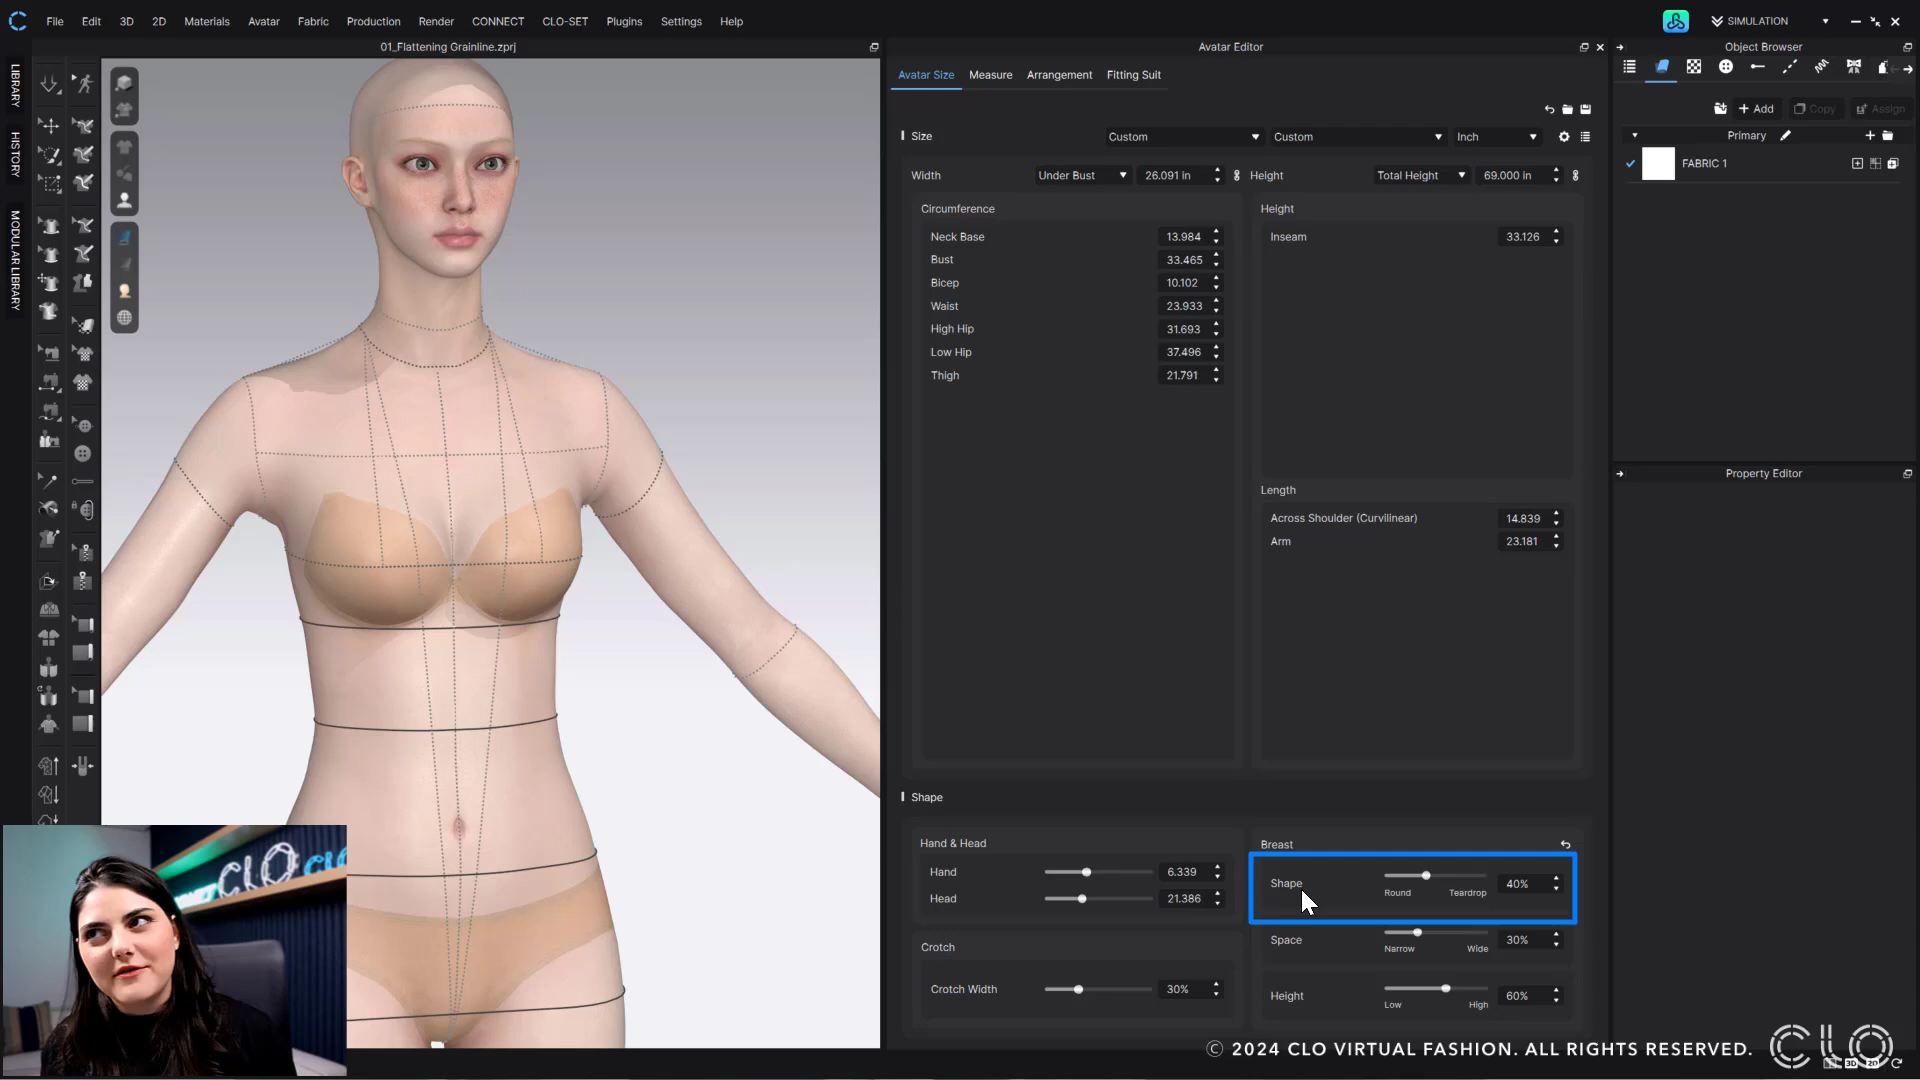 File Edit 3D 2D Materials Avatar Fabric Production Render CONNECT CLO-SET Plugins Settings Help
SIMULATION
01_Flattening Grainline.zprj
Avatar Editor
Object Browser
LIBRARY
HISTORY
MODULAR LIBRARY
Avatar Size Measure Arrangement Fitting Suit
Add Copy Assign
Size Custom Custom Inch
Primary
FABRIC 1
Width Under Bust 26.091 in Height Total Height 69.000 in
Circumference
Neck Base 13.984
Bust 33.465
Bicep 10.102
Waist 23.933
High Hip 31.693
Low Hip 37.496
Thigh 21.791
Height
Inseam 33.126
Length
Across Shoulder (Curvilinear) 14.839
Arm 23.181
Property Editor
Shape
Hand & Head
Hand 6.339
Head 21.386
Crotch
Crotch Width 30%
Breast
Shape 40%
Round Teardrop
Space 30%
Narrow Wide
Height 60%
Low High
CLO
© 2024 CLO VIRTUAL FASHION. ALL RIGHTS RESERVED.
CLO